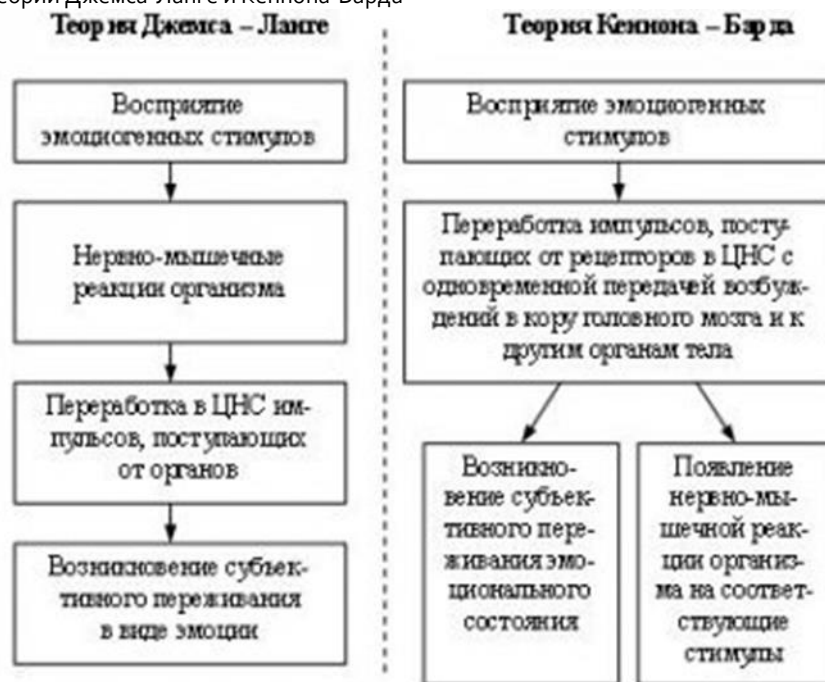 теории Джемса-Ланге и Кеннона-Барда
Теория Джемса – Ланге
Восприятие
эмоциогенных стимулов
Нервно-мышечные
реакции организма
Переработка в ЦНС им-
пульсов, поступающих
от органов
Возникновение субъек-
тивного переживания
в виде эмоции
Теория Кеннона – Барда
Восприятие эмоциогенных
стимулов
Переработка импульсов, посту-
пающих от рецепторов в ЦНС с
одновременной передачей возбуж-
дений в кору головного мозга и к
другим органам тела
Возникно-
вение субъек-
тивного пере-
живания эмо-
ционального
состояния
Появление
нервно-мы-
шечной реак-
ции организ-
ма на соответ-
ствующие
стимулы